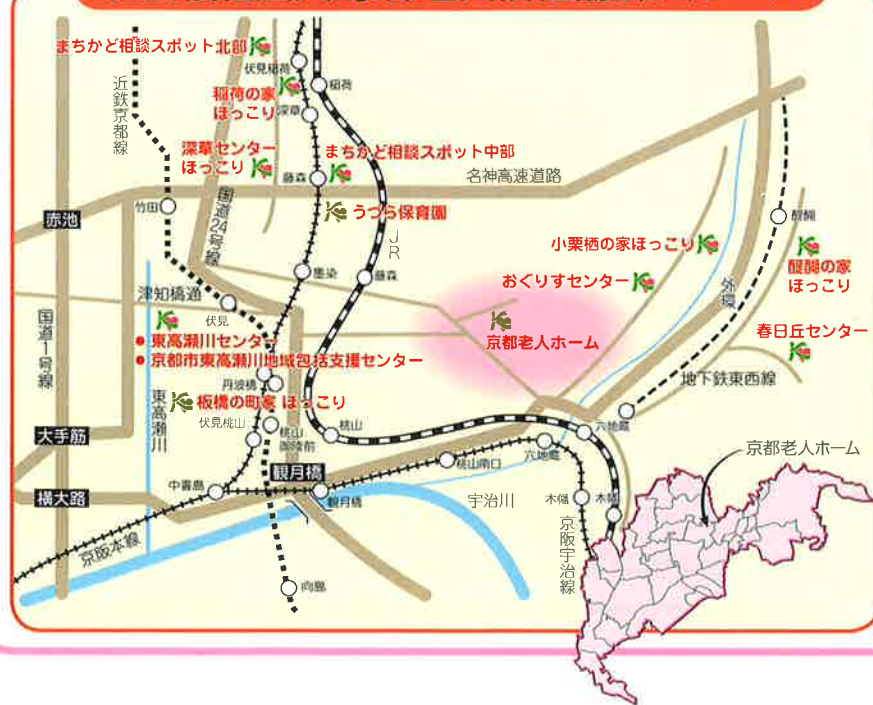 まちかど相談スポット北部
近鉄京都線
伏見稲荷
稲荷
稲荷の家
ほっこり
深草
深草センター
ほっこり
まちかど相談スポット中部
藤森
名神高速道路
竹田
国道24号線
うづら保育園
赤池
JR
醍醐
小栗栖の家ほっこり
醍醐の家
ほっこり
墨染
藤森
おぐりすセンター
外環
津知橋通
伏見
国道1号線
京都老人ホーム
春日丘センター
● 東高瀬川センター
● 京都市東高瀬川地域包括支援センター
丹波橋
地下鉄東西線
東高瀬川
板橋の町家 ほっこり
伏見桃山
桃山
御陵前
桃山
六地蔵
大手筋
六地蔵
京都老人ホーム
桃山南口
観月橋
中書島
横大路
観月橋
宇治川
木幡
木幡
京阪本線
京阪宇治線
向島